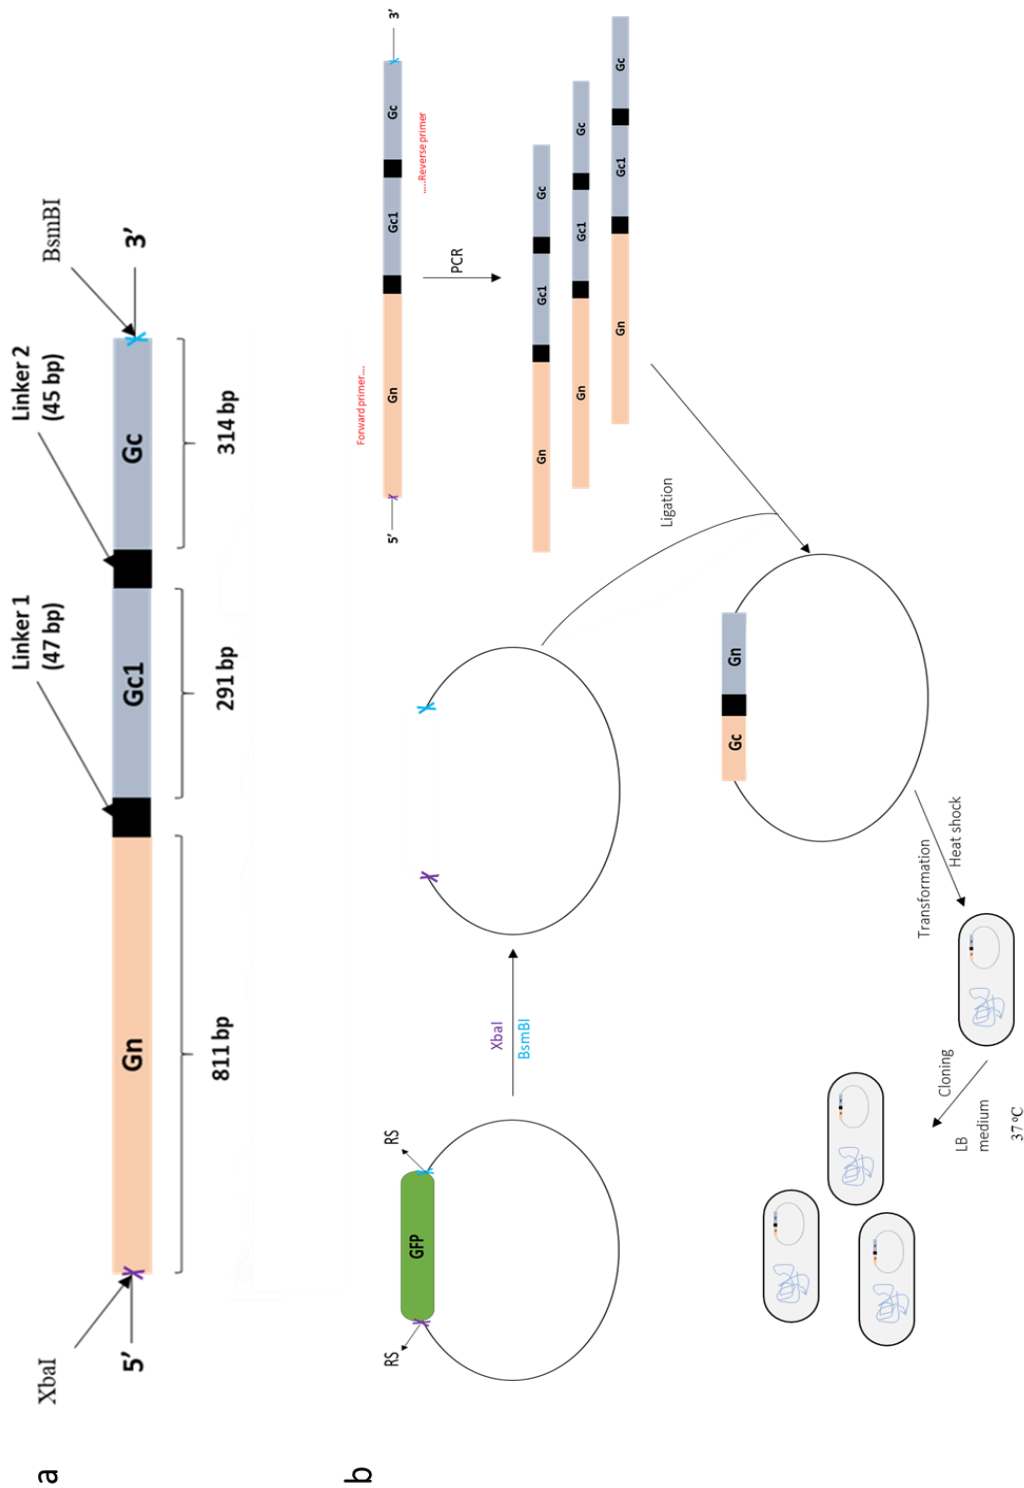 a
XbaI
5’
Gn
811 bp
Linker 1
(47 bp)
Gc1
291 bp
Linker 2
(45 bp)
Gc
314 bp
BsmBI
3’
b
RS
GFP
RS
XbaI
BsmBI
Forward primer....
5’
Gn
Gc1
Gc
3’
.....Reverse primer
PCR
Gn
Gc1
Gc
Gn
Gc1
Gc
Gn
Gc1
Gc
Ligation
Gc
Gn
Transformation
Heat shock
Cloning
LB
medium
37 ºC